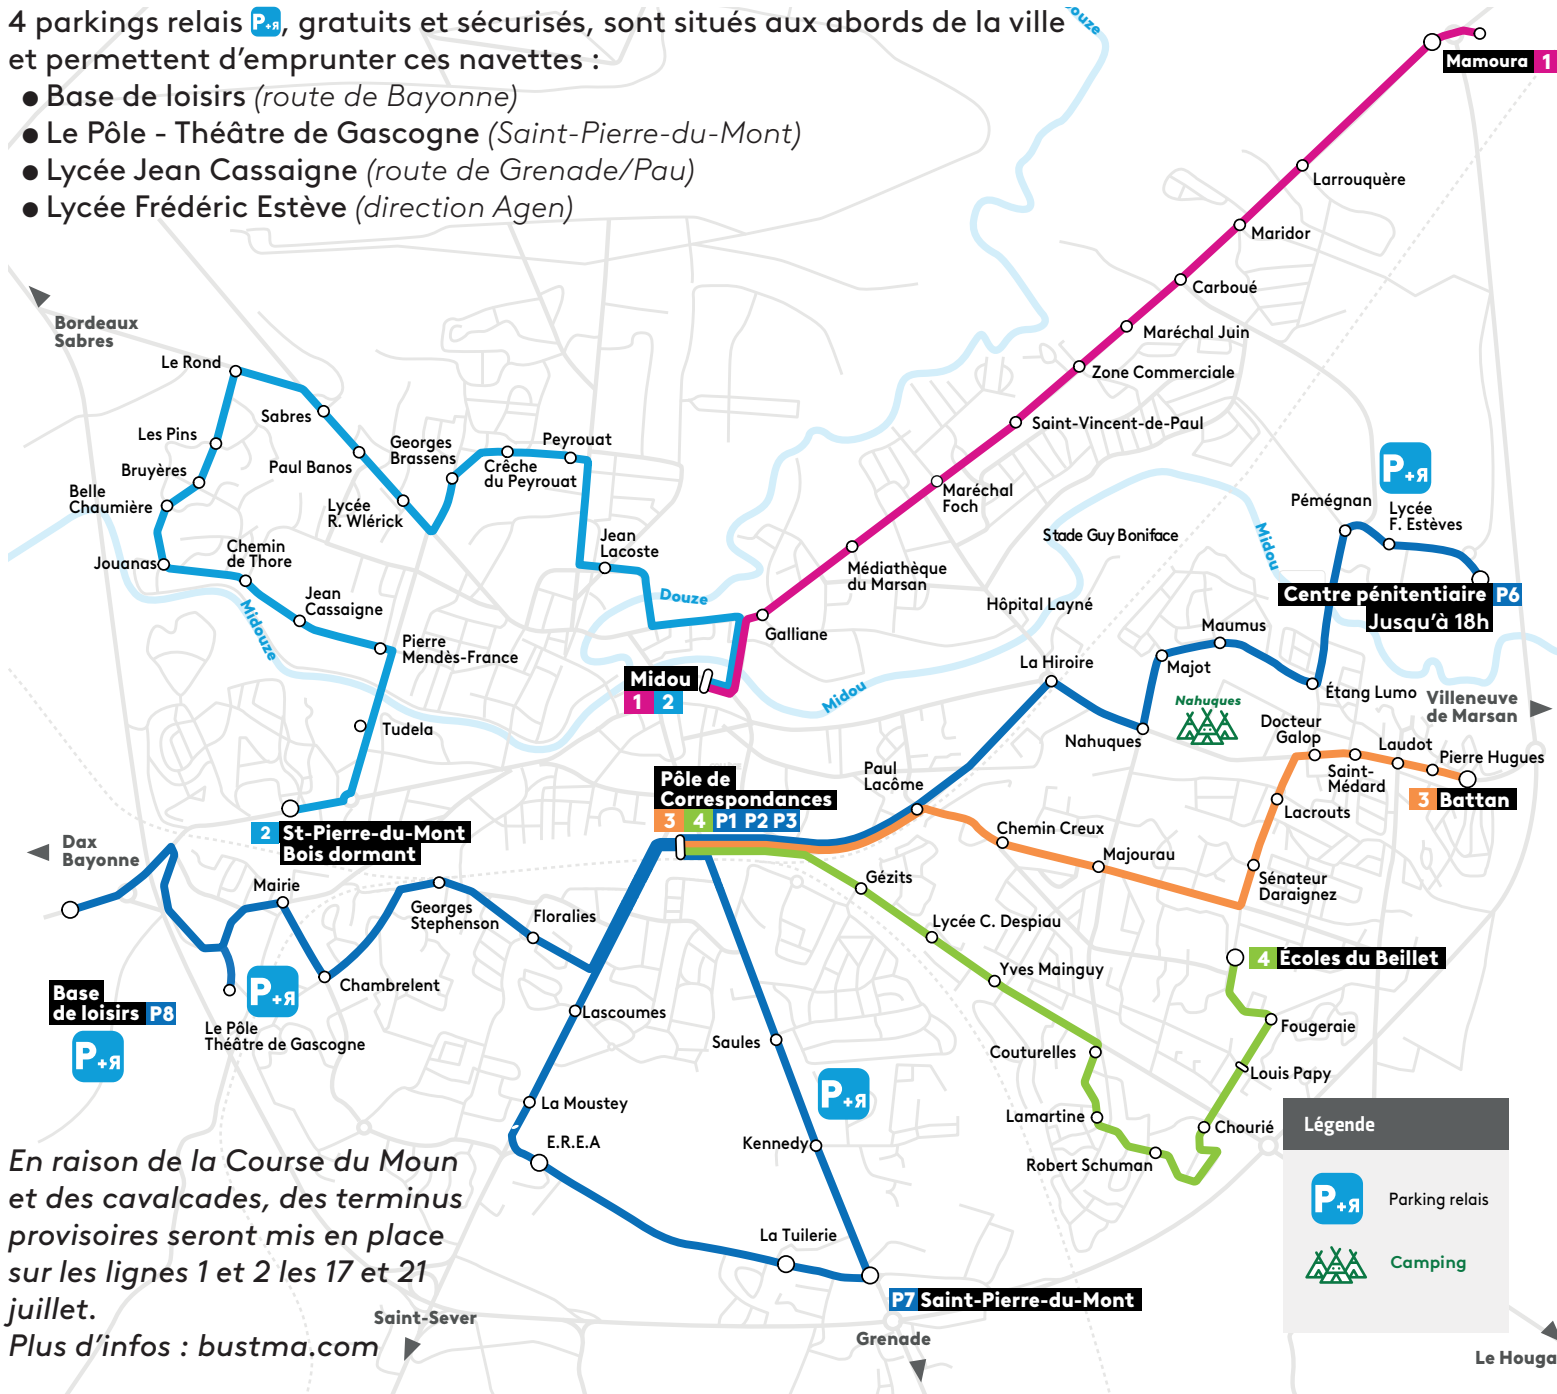 4 parkings relais P+R, gratuits et sécurisés, sont situés aux abords de la ville
et permettent d'emprunter ces navettes :
● Base de loisirs (route de Bayonne)
● Le Pôle - Théâtre de Gascogne (Saint-Pierre-du-Mont)
● Lycée Jean Cassaigne (route de Grenade/Pau)
● Lycée Frédéric Estève (direction Agen)
Mamoura 1
Larrouquère
Maridor
Carboué
Maréchal Juin
Zone Commerciale
Saint-Vincent-de-Paul
Maréchal
Foch
Médiathèque
du Marsan
Galliane
Midou
1 2
Bordeaux
Sabres
Le Rond
Sabres
Les Pins
Paul Banos
Bruyères
Belle
Chaumière
Georges
Brassens
Lycée
R. Wlérick
Crêche
du Peyrouat
Peyrouat
Jean
Lacoste
Jouanas
Chemin
de Thore
Jean
Cassaigne
Pierre
Mendès-France
Tudela
Midouze
Douze
Midou
Midou
2 St-Pierre-du-Mont
Bois dormant
Stade Guy Boniface
Hôpital Layné
P+R
Pémégnan
Lycée
F. Estèves
Centre pénitentiaire P6
Jusqu'à 18h
La Hiroire
Maumus
Majot
Étang Lumo
Nahuques
Nahuques
Villeneuve
de Marsan
Docteur
Galop
Saint-
Médard
Laudot
Pierre Hugues
3 Battan
Lacrouts
Sénateur
Daraignez
Majourau
Chemin Creux
Paul
Lacôme
Pôle de
Correspondances
3 4 P1 P2 P3
Gézits
Lycée C. Despiau
Yves Mainguy
Couturelles
Lamartine
Robert Schuman
Chourié
Louis Papy
Fougeraie
4 Écoles du Beillet
Dax
Bayonne
Mairie
Georges
Stephenson
Floralies
Chambrelent
Base
de loisirs P8
P+R
P+R
Le Pôle
Théâtre de Gascogne
Lascoumes
La Moustey
E.R.E.A
La Tuilerie
Saules
P+R
Kennedy
P7 Saint-Pierre-du-Mont
Grenade
Saint-Sever
Le Houga
En raison de la Course du Moun
et des cavalcades, des terminus
provisoires seront mis en place
sur les lignes 1 et 2 les 17 et 21
juillet.
Plus d'infos : bustma.com
Légende
P+R Parking relais
Camping